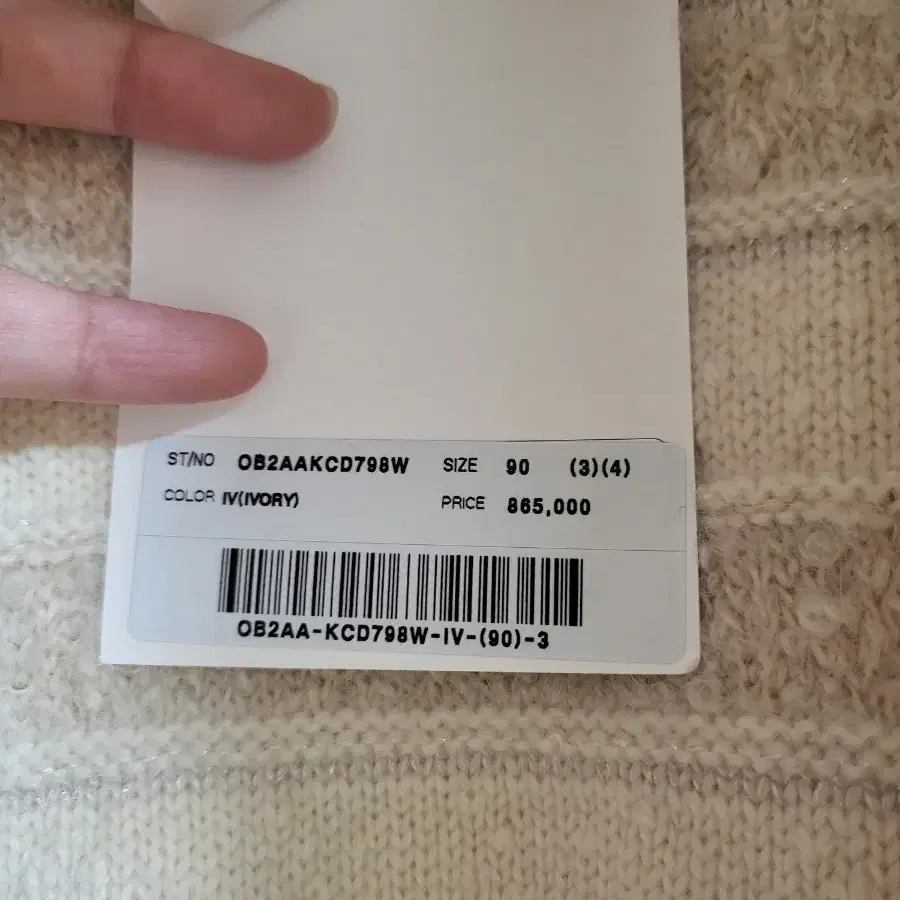 ST/NO OB2AAKCD798W SIZE 90 (3)(4)
COLOR IV(IVORY) PRICE 865,000
OB2AA-KCD798W-IV-(90)-3